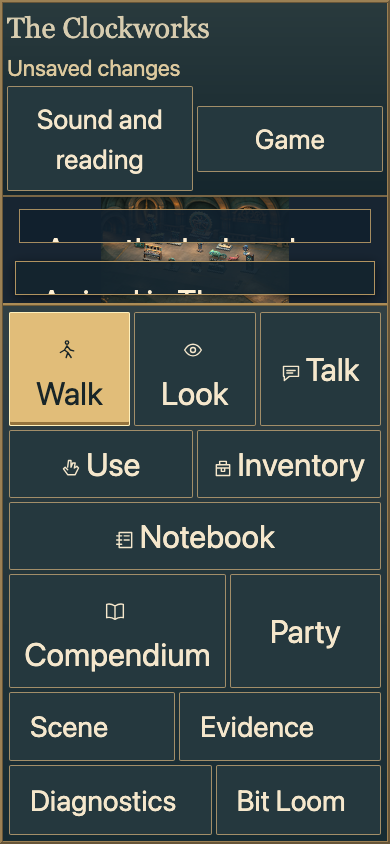 The Clockworks
Unsaved changes
Sound and
reading
Game
Walk
Look
Talk
Use
Inventory
Notebook
Compendium
Party
Scene
Evidence
Diagnostics
Bit Loom